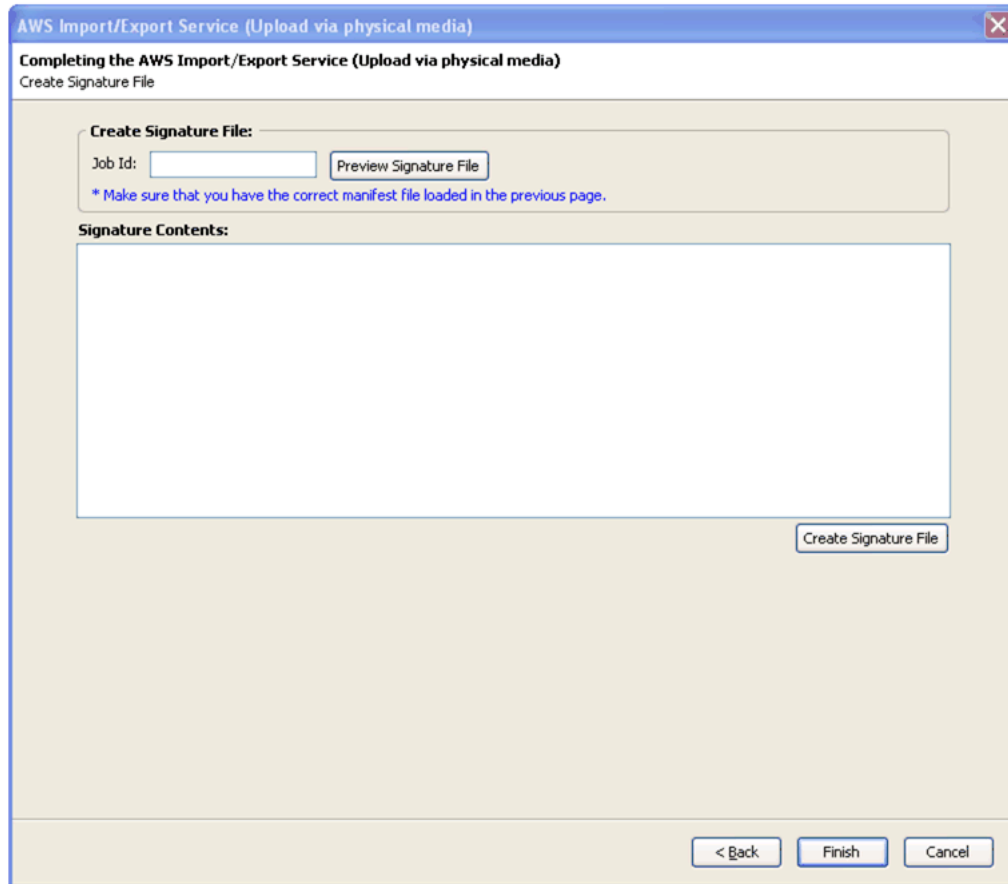 AWS Import/Export Service (Upload via physical media)
Completing the AWS Import/Export Service (Upload via physical media)
Create Signature File
Create Signature File:
Job Id:
Preview Signature File
* Make sure that you have the correct manifest file loaded in the previous page.
Signature Contents:
Create Signature File
< Back
Finish
Cancel